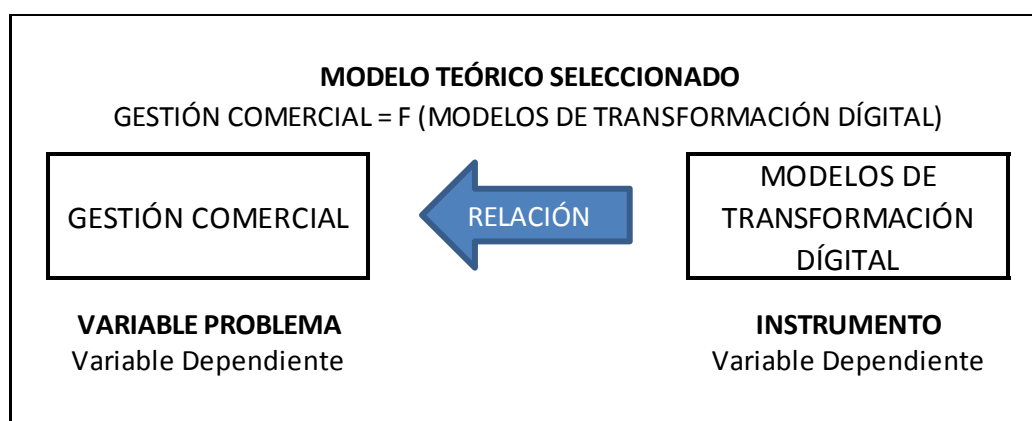 MODELO TEÓRICO SELECCIONADO
GESTIÓN COMERCIAL = F (MODELOS DE TRANSFORMACIÓN DÍGITAL)
GESTIÓN COMERCIAL
RELACIÓN
MODELOS DE
TRANSFORMACIÓN
DÍGITAL
VARIABLE PROBLEMA
Variable Dependiente
INSTRUMENTO
Variable Dependiente